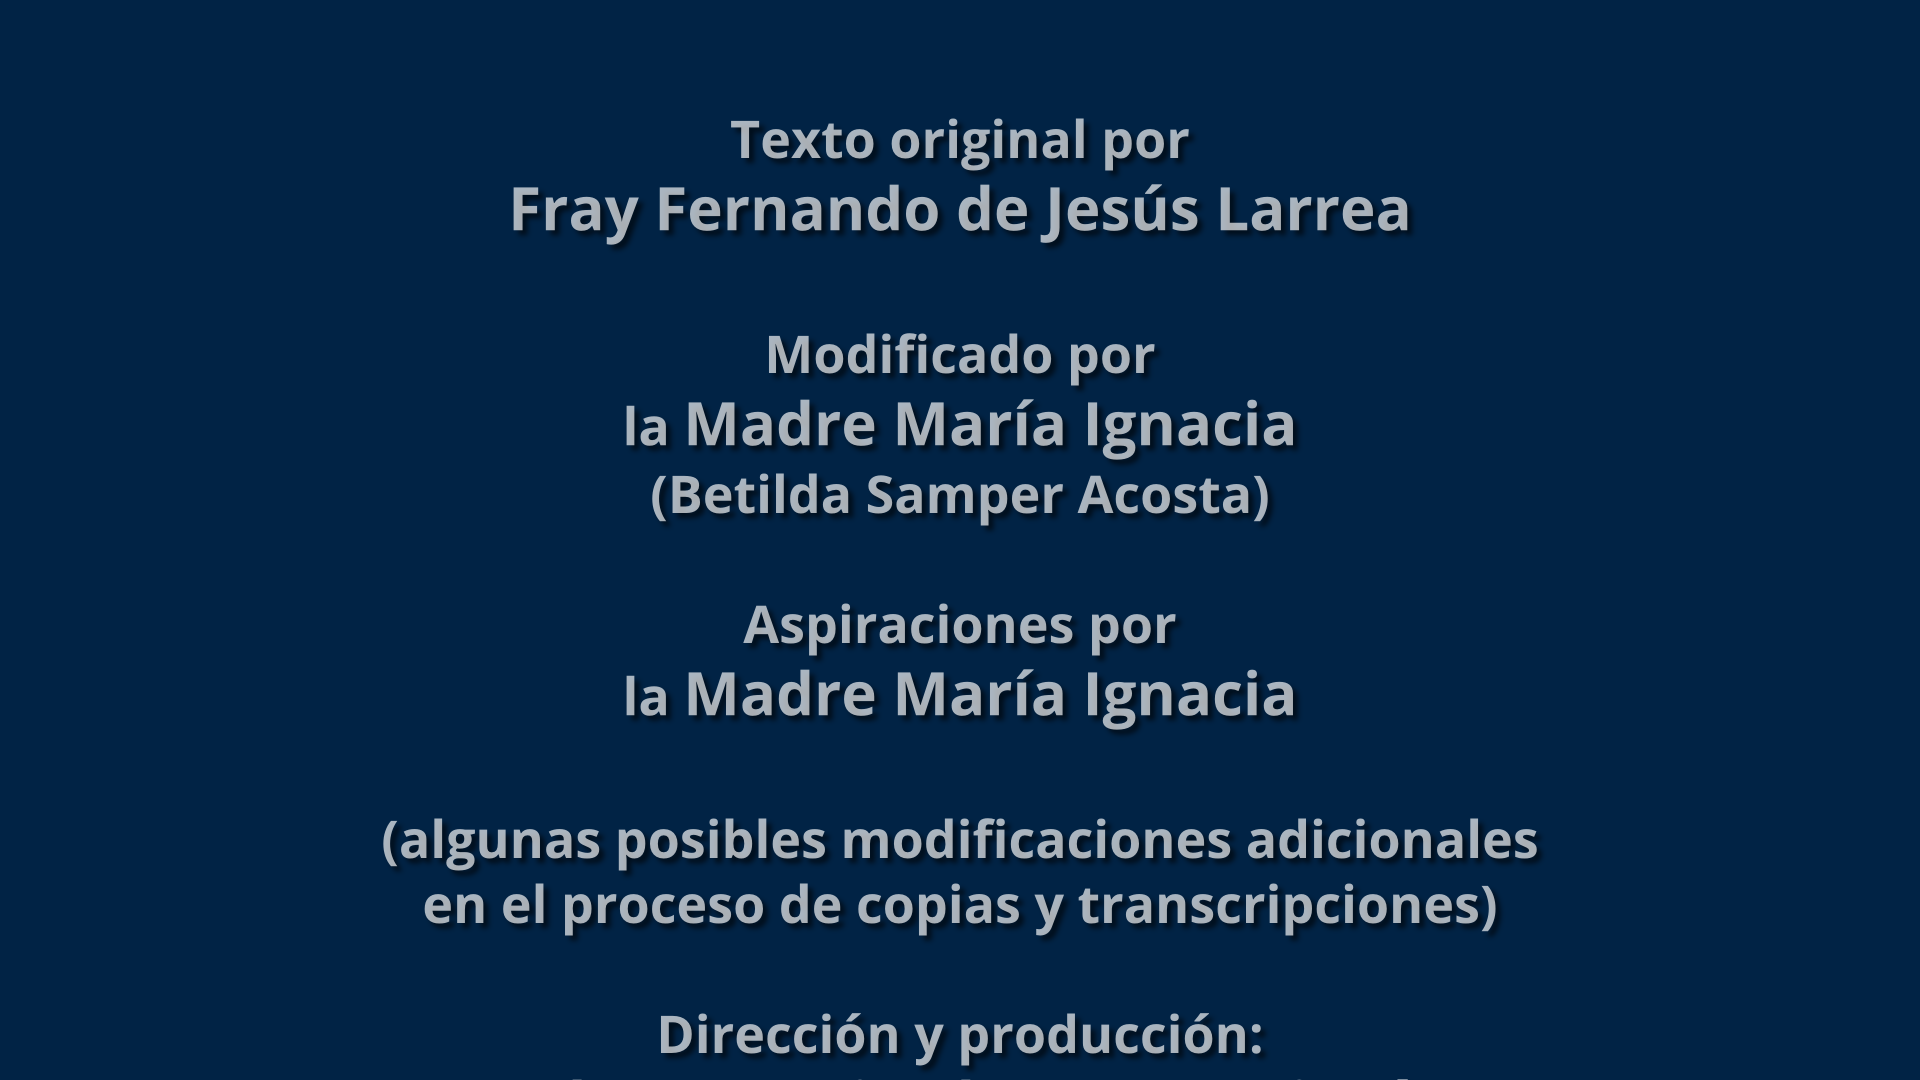 Texto original por
Fray Fernando de Jesús Larrea
Modificado por
la Madre María Ignacia
(Betilda Samper Acosta)
Aspiraciones por
la Madre María Ignacia
(algunas posibles modificaciones adicionales
en el proceso de copias y transcripciones)
Dirección y producción: